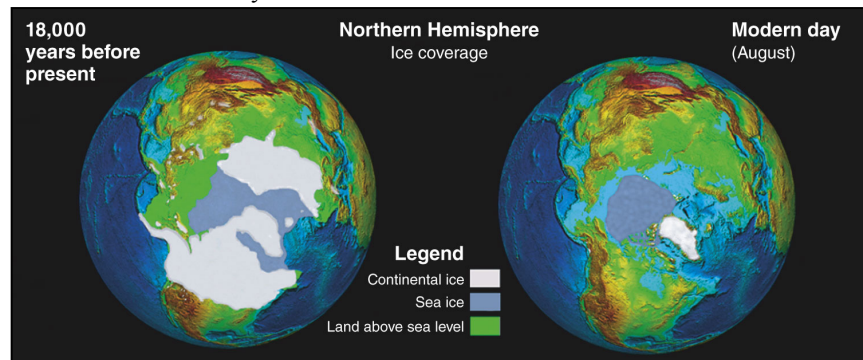 18,000
years before
present
Northern Hemisphere
Ice coverage
Modern day
(August)
Legend
Continental ice
Sea ice
Land above sea level